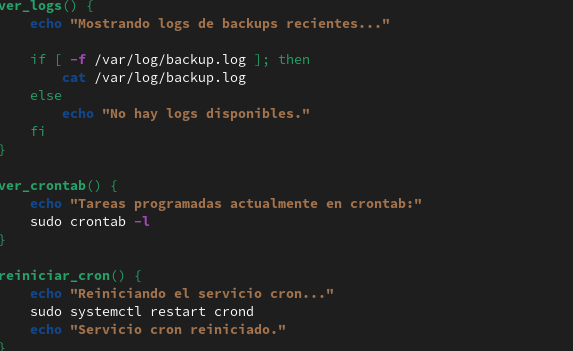 ver_logs() {
    echo "Mostrando logs de backups recientes..."

    if [ -f /var/log/backup.log ]; then
        cat /var/log/backup.log
    else
        echo "No hay logs disponibles."
    fi
}

ver_crontab() {
    echo "Tareas programadas actualmente en crontab:"
    sudo crontab -l
}

reiniciar_cron() {
    echo "Reiniciando el servicio cron..."
    sudo systemctl restart crond
    echo "Servicio cron reiniciado."
}